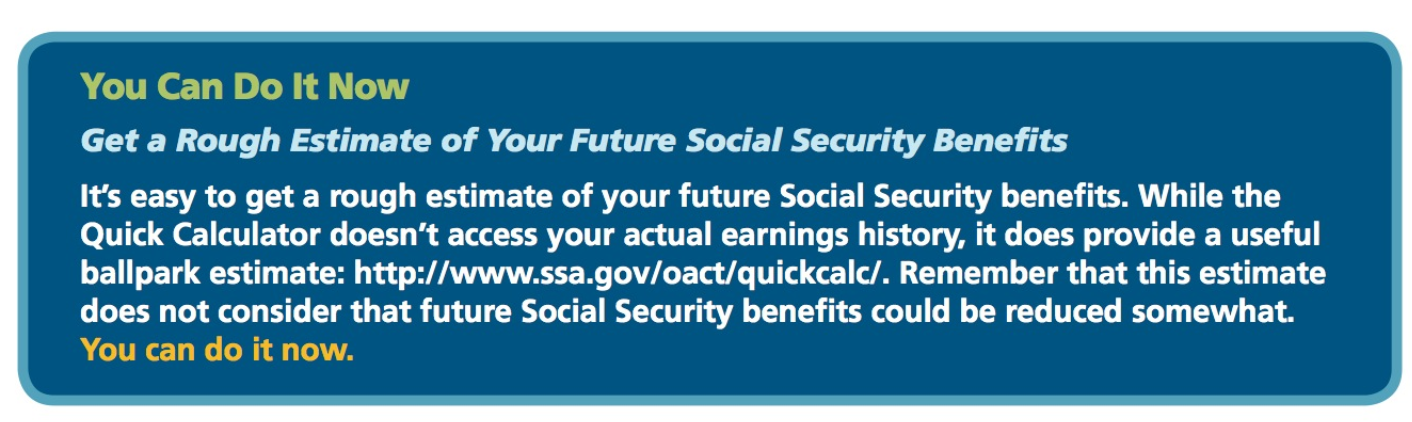 You Can Do It Now
Get a Rough Estimate of Your Future Social Security Benefits
It’s easy to get a rough estimate of your future Social Security benefits. While the
Quick Calculator doesn’t access your actual earnings history, it does provide a useful
ballpark estimate: http://www.ssa.gov/oact/quickcalc/. Remember that this estimate
does not consider that future Social Security benefits could be reduced somewhat.
You can do it now.